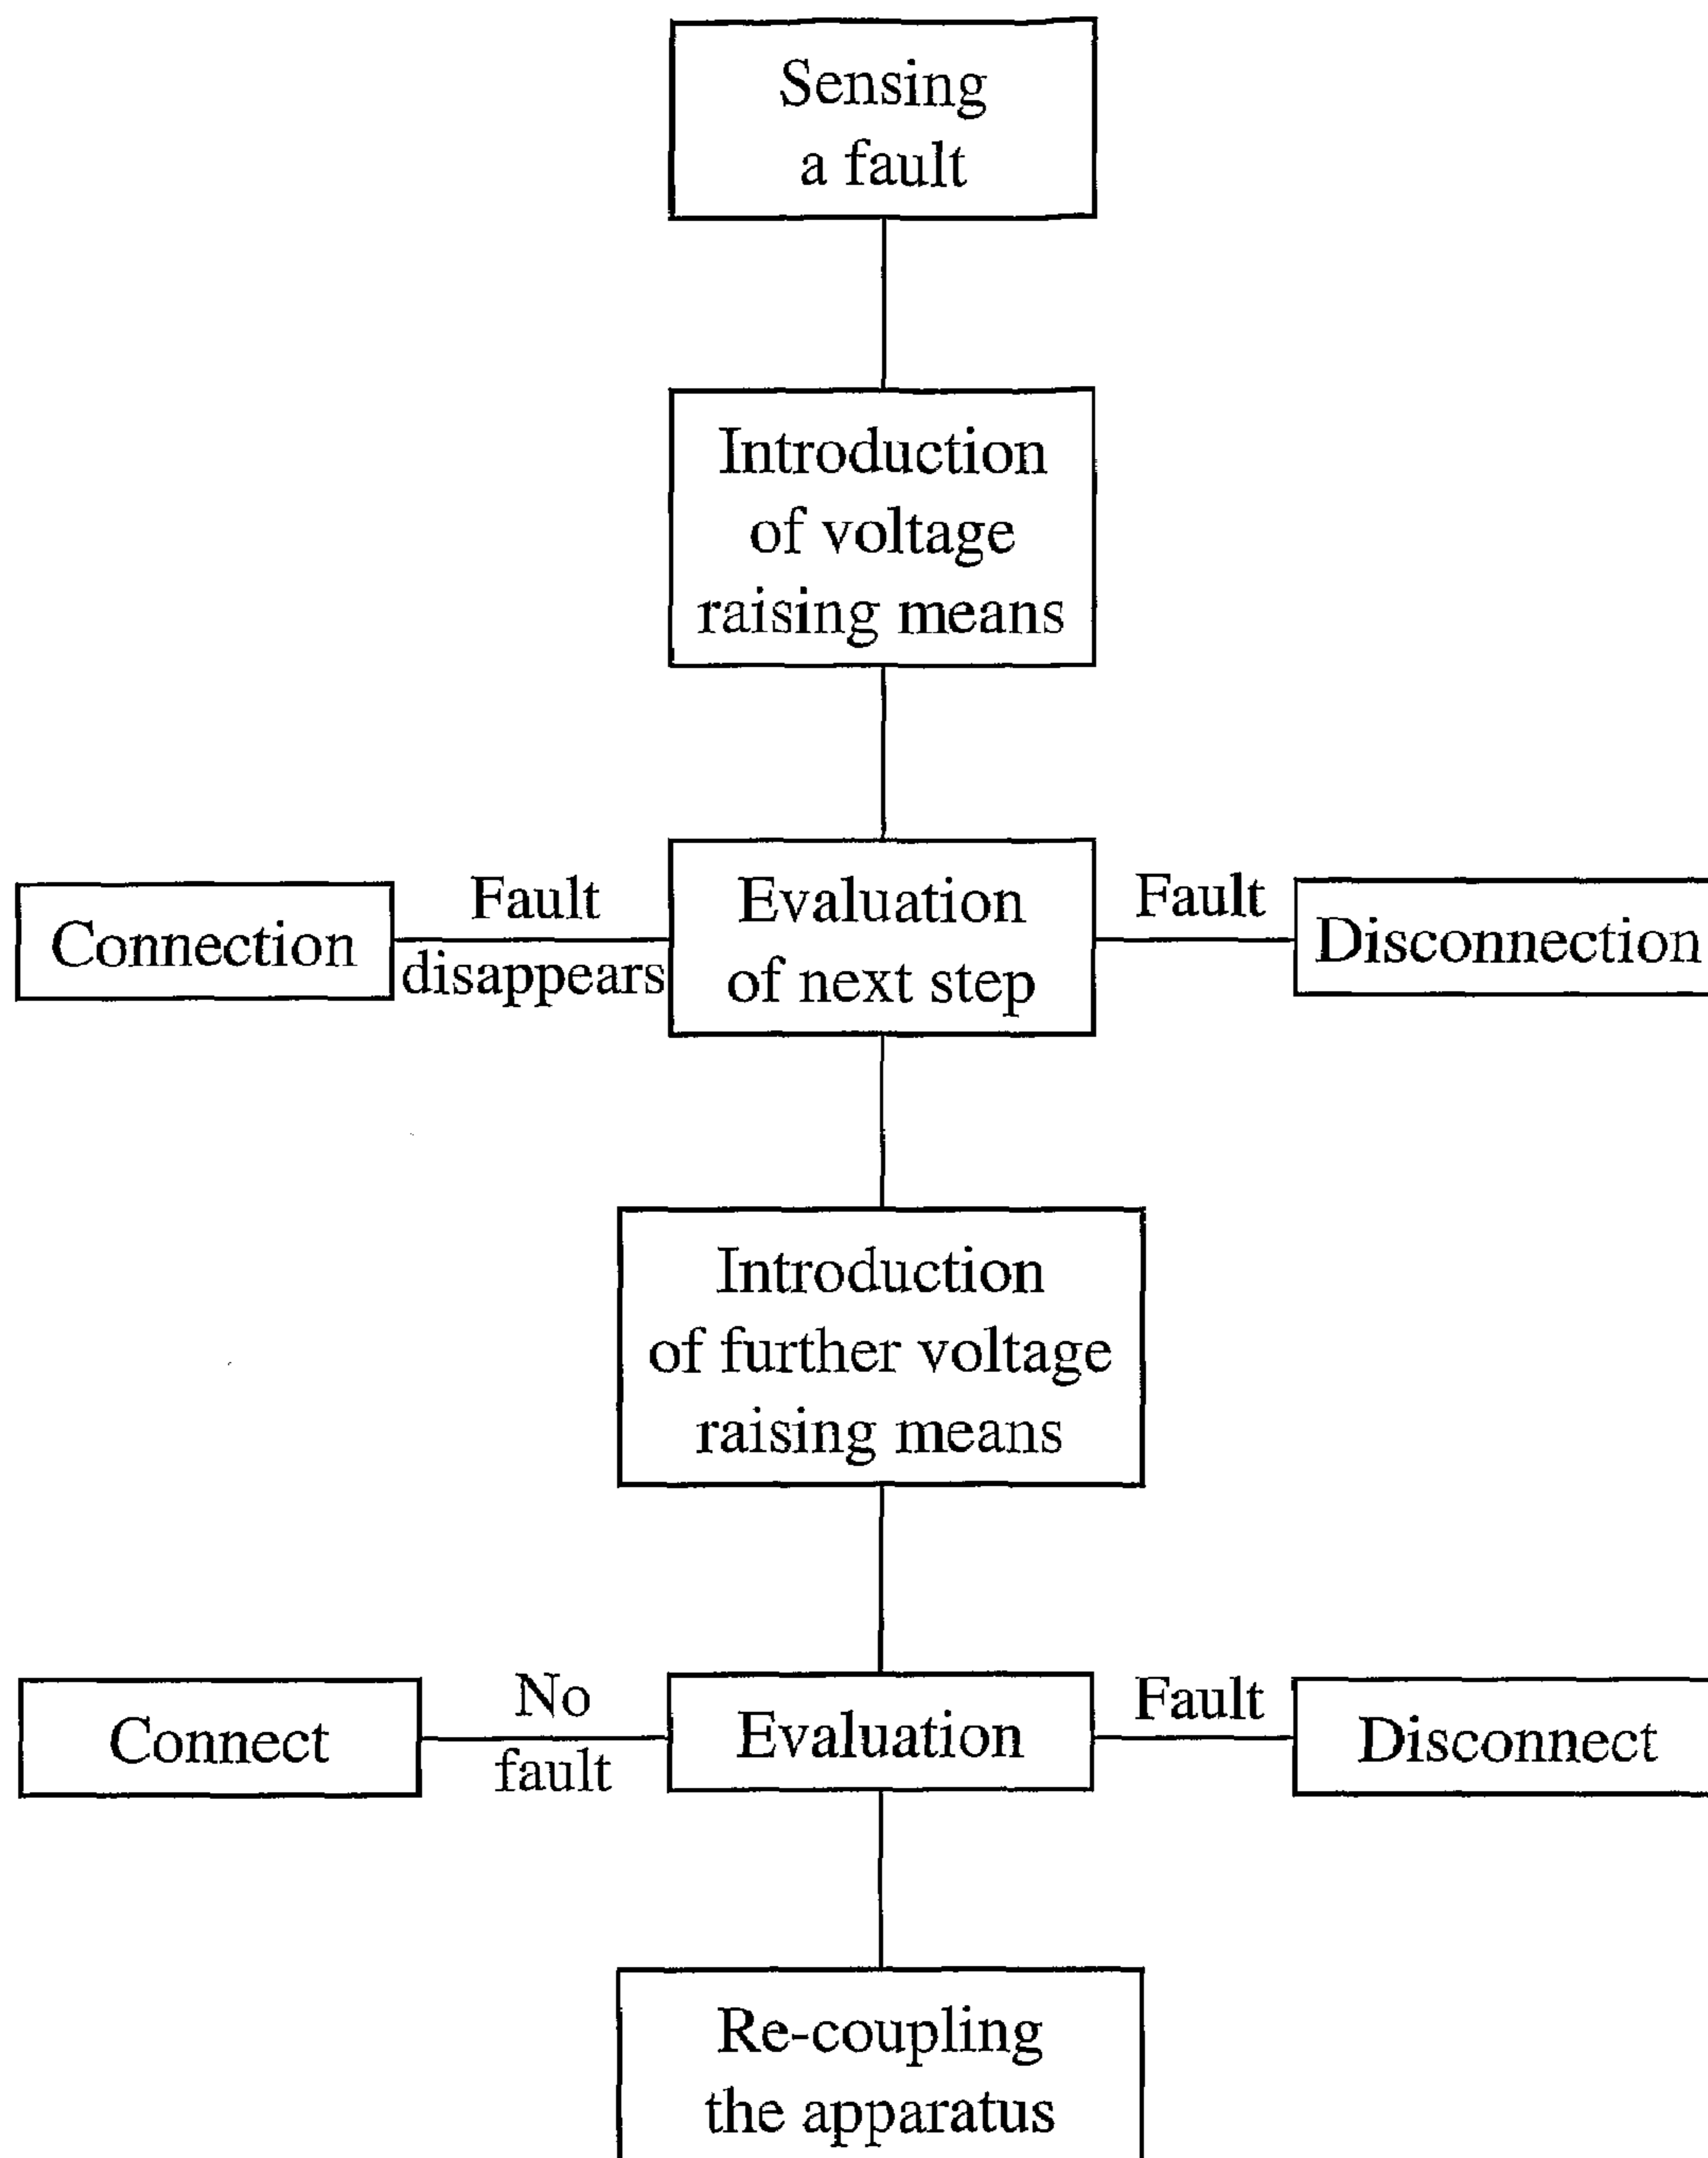 Sensing
a fault
Introduction
of voltage
raising means
Connection
Fault
disappears
Evaluation
of next step
Fault
Disconnection
Introduction
of further voltage
raising means
Connect
No
fault
Evaluation
Fault
Disconnect
Re-coupling
the apparatus